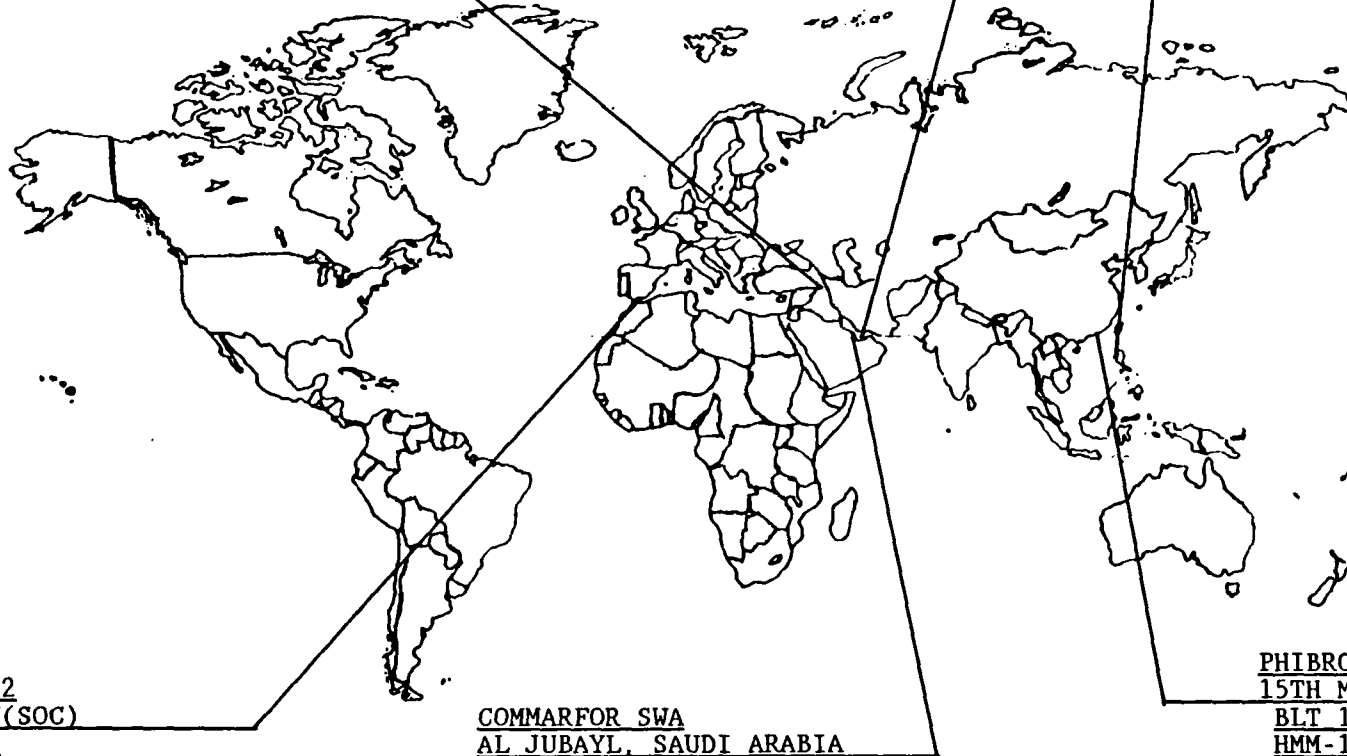 2
(SOC)
COMMARFOR SWA
AL JUBAYL, SAUDI ARABIA
PHIBRO
15TH M
BLT 1
HMM-1